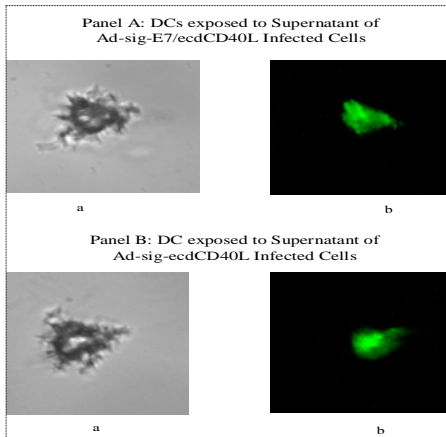 Panel A: DCs exposed to Supernatant of
Ad-sig-E7/ecdCD40L Infected Cells
a
b
Panel B: DC exposed to Supernatant of
Ad-sig-ecdCD40L Infected Cells
a
b